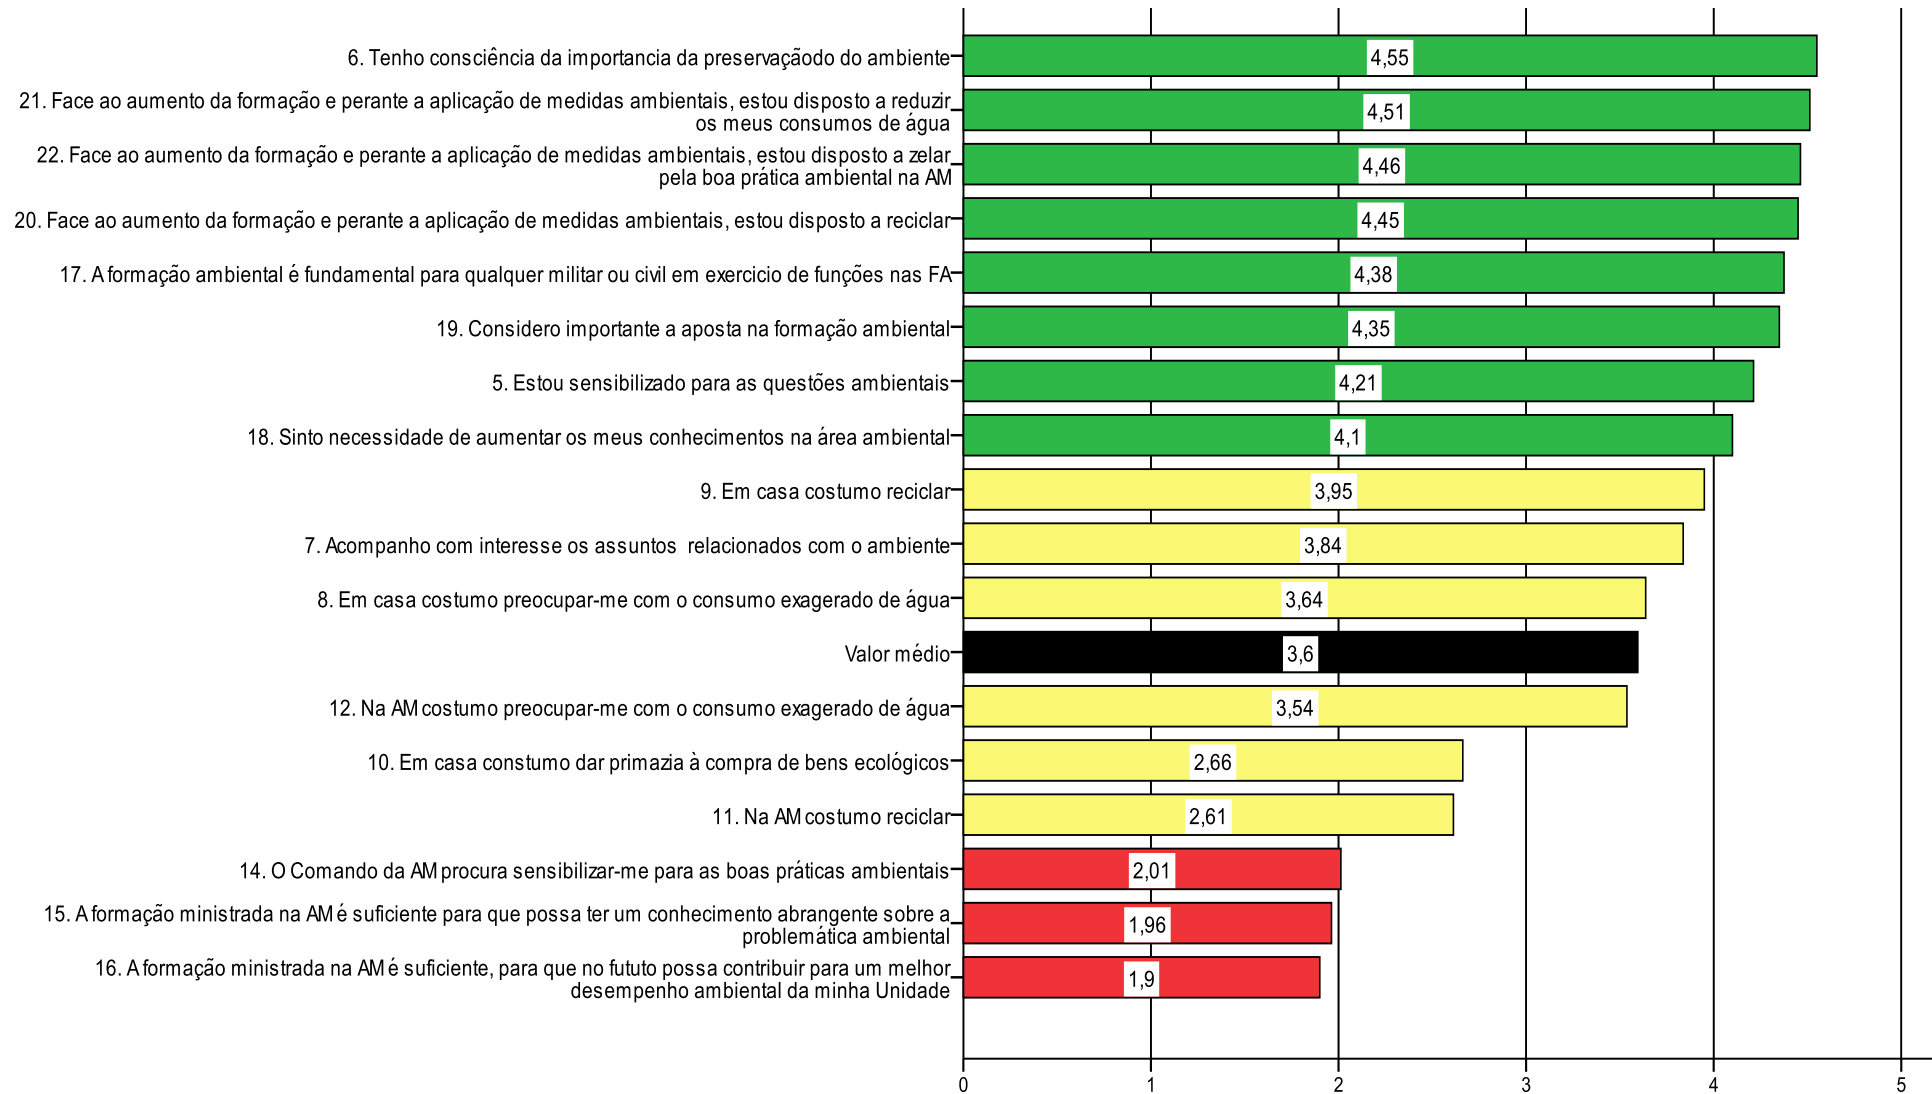 6. Tenho consciência da importancia da preservaçãodo do ambiente
4,55
21. Face ao aumento da formação e perante a aplicação de medidas ambientais, estou disposto a reduzir
os meus consumos de água
4,51
22. Face ao aumento da formação e perante a aplicação de medidas ambientais, estou disposto a zelar
pela boa prática ambiental na AM
4,46
20. Face ao aumento da formação e perante a aplicação de medidas ambientais, estou disposto a reciclar
4,45
17. A formação ambiental é fundamental para qualquer militar ou civil em exercicio de funções nas FA
4,38
19. Considero importante a aposta na formação ambiental
4,35
5. Estou sensibilizado para as questões ambientais
4,21
18. Sinto necessidade de aumentar os meus conhecimentos na área ambiental
4,1
9. Em casa costumo reciclar
3,95
7. Acompanho com interesse os assuntos relacionados com o ambiente
3,84
8. Em casa costumo preocupar-me com o consumo exagerado de água
3,64
Valor médio
3,6
12. Na AM costumo preocupar-me com o consumo exagerado de água
3,54
10. Em casa constumo dar primazia à compra de bens ecológicos
2,66
11. Na AM costumo reciclar
2,61
14. O Comando da AM procura sensibilizar-me para as boas práticas ambientais
2,01
15. A formação ministrada na AM é suficiente para que possa ter um conhecimento abrangente sobre a
problemática ambiental
1,96
16. A formação ministrada na AM é suficiente, para que no fututo possa contribuir para um melhor
desempenho ambiental da minha Unidade
1,9
0 1 2 3 4 5